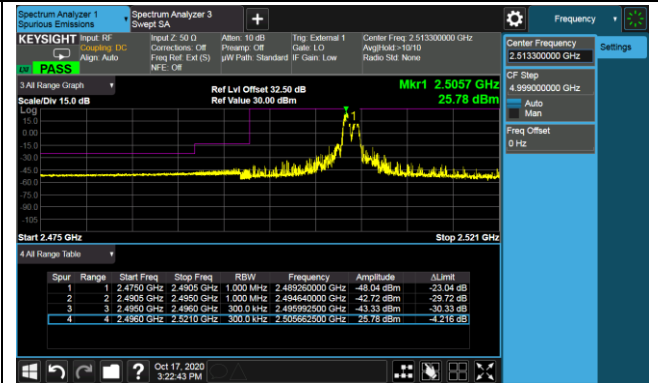 Spectrum Analyzer 1
Spurious Emissions
Spectrum Analyzer 3
Swept SA
Frequency
KEYSIGHT
Input: RF
Coupling: DC
Align: Auto
Input Z: 50 Ω
Corrections: Off
Freq Ref: Ext (S)
NFE: Off
Atten: 10 dB
Preamp: Off
µW Path: Standard
Trig: External 1
Gate: LO
IF Gain: Low
Center Freq: 2.513300000 GHz
Avg|Hold:>10/10
Radio Std: None
PASS
Center Frequency
2.513300000 GHz
Settings
CF Step
4.999000000 GHz
Auto
Man
Freq Offset
0 Hz
3 All Range Graph
Scale/Div 15.0 dB
Ref Lvl Offset 32.50 dB
Ref Value 30.00 dBm
Mkr1 2.5057 GHz
25.78 dBm
Log
15.0
0.00
-15.0
-30.0
-45.0
-60.0
-75.0
-90.0
-105
1
Start 2.475 GHz
Stop 2.521 GHz
4 All Range Table
Spur Range Start Freq Stop Freq RBW Frequency Amplitude ΔLimit
1 1 2.4750 GHz 2.4905 GHz 1.000 MHz 2.489260000 GHz -48.04 dBm -23.04 dB
2 2 2.4905 GHz 2.4950 GHz 1.000 MHz 2.494640000 GHz -42.72 dBm -29.72 dB
3 3 2.4950 GHz 2.4960 GHz 300.0 kHz 2.495992500 GHz -43.33 dBm -30.33 dB
4 4 2.4960 GHz 2.5210 GHz 300.0 kHz 2.505662500 GHz 25.78 dBm -4.216 dB
Oct 17, 2020
3:22:43 PM